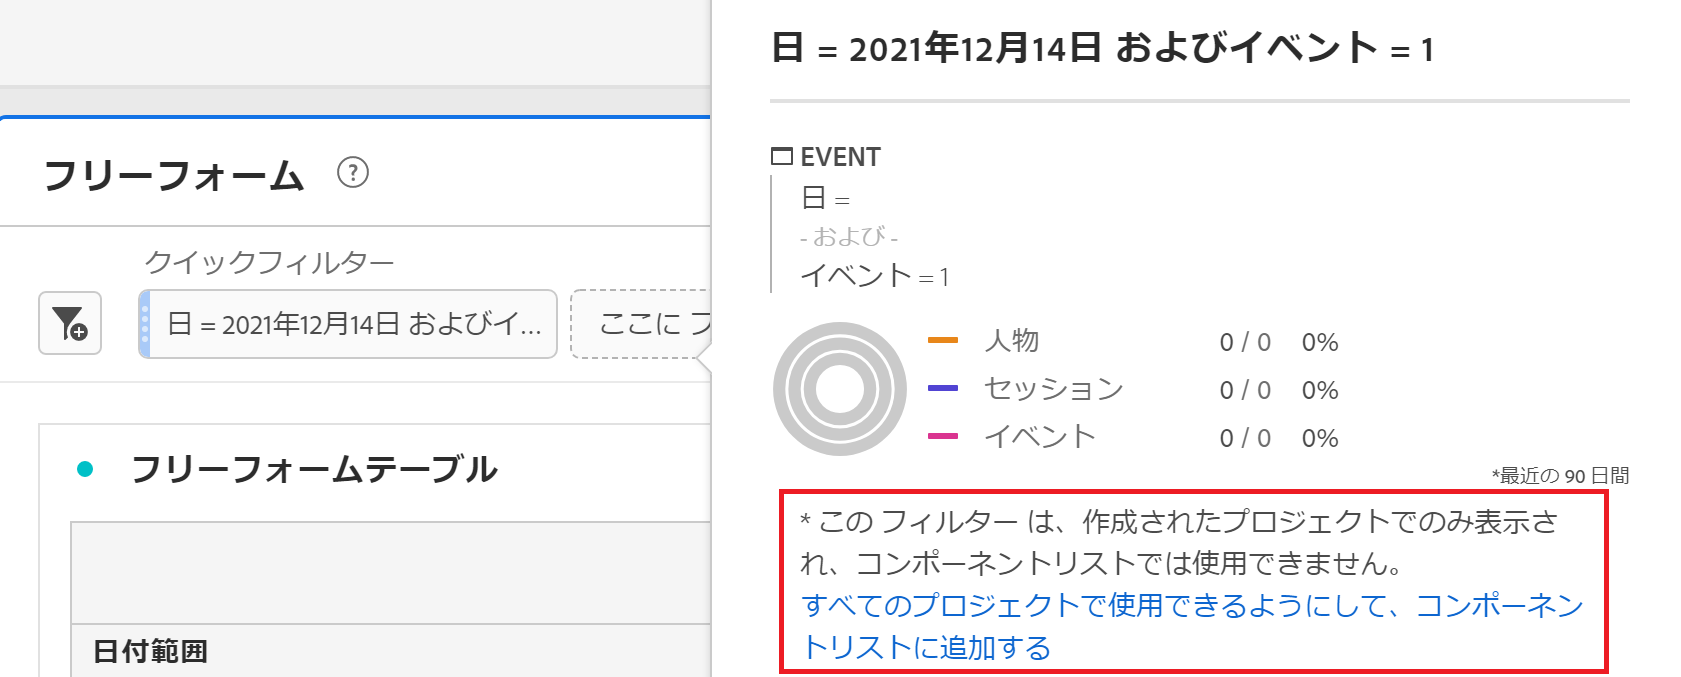 フリーフォーム ?
クイックフィルター
日 = 2021年12月14日 およびイ...
ここに フ
フリーフォームテーブル
日付範囲
日 = 2021年12月14日 およびイベント = 1
EVENT
日 =
- および -
イベント = 1
人物 0 / 0 0%
セッション 0 / 0 0%
イベント 0 / 0 0%
*最近の 90 日間
* この フィルター は、作成されたプロジェクトでのみ表示さ
れ、コンポーネントリストでは使用できません。
すべてのプロジェクトで使用できるようにして、コンポーネン
トリストに追加する